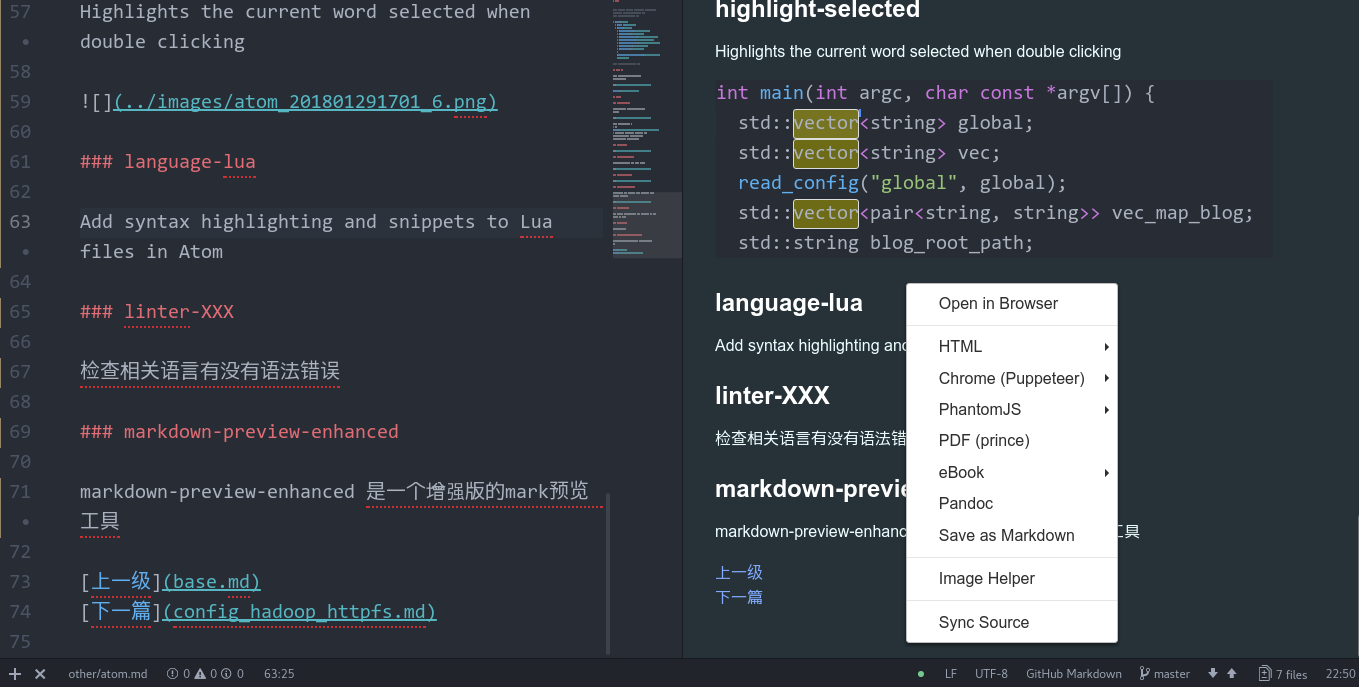 57 Highlights the current word selected when
• double clicking
58
59 ![](../images/atom_201801291701_6.png)
60
61 ### language-lua
62
63 Add syntax highlighting and snippets to Lua
• files in Atom
64
65 ### linter-XXX
66
67 检查相关语言有没有语法错误
68
69 ### markdown-preview-enhanced
70
71 markdown-preview-enhanced 是一个增强版的mark预览
• 工具
72
73 [上一级](base.md)
74 [下一篇](config_hadoop_httpfs.md)
75
highlight-selected
Highlights the current word selected when double clicking
int main(int argc, char const *argv[]) {
std::vector<string> global;
std::vector<string> vec;
read_config("global", global);
std::vector<pair<string, string>> vec_map_blog;
std::string blog_root_path;
language-lua
Add syntax highlighting and
linter-XXX
检查相关语言有没有语法错
markdown-previe
markdown-preview-enhanc
工具
上一级
下一篇
Open in Browser
HTML
Chrome (Puppeteer)
PhantomJS
PDF (prince)
eBook
Pandoc
Save as Markdown
Image Helper
Sync Source
other/atom.md 0 0 0 63:25 LF UTF-8 GitHub Markdown master 7 files 22:50